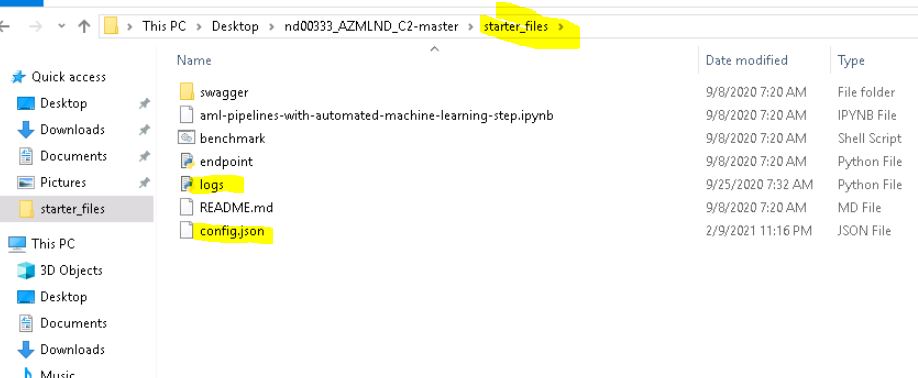 This PC > Desktop > nd00333_AZMLND_C2-master > starter_files >
Quick access
Desktop
Downloads
Documents
Pictures
starter_files
This PC
3D Objects
Desktop
Documents
Downloads
Music
Name Date modified Type
swagger 9/8/2020 7:20 AM File folder
aml-pipelines-with-automated-machine-learning-step.ipynb 9/8/2020 7:20 AM IPYNB File
benchmark 9/8/2020 7:20 AM Shell Script
endpoint 9/8/2020 7:20 AM Python File
logs 9/25/2020 7:32 AM Python File
README.md 9/8/2020 7:20 AM MD File
config.json 2/9/2021 11:16 PM JSON File